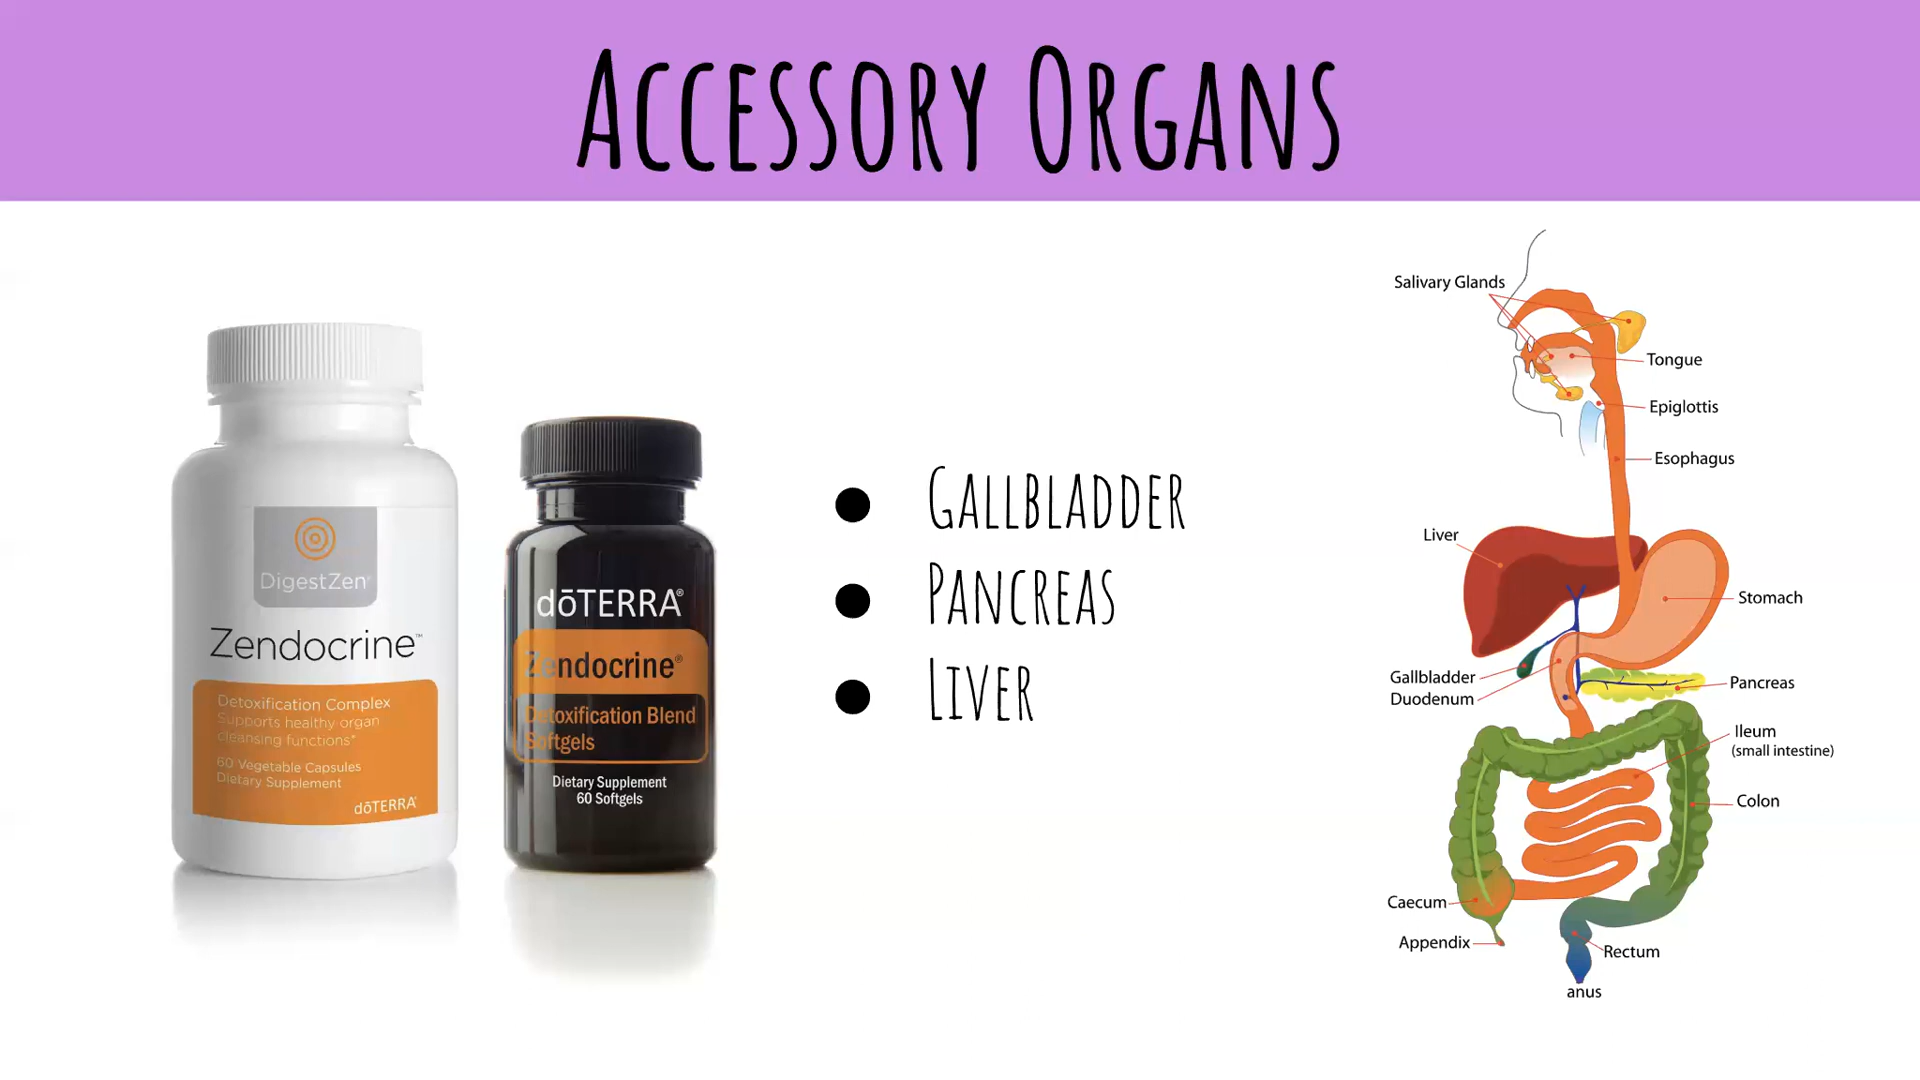 Accessory Organs
DigestZen
Zendocrine™
Detoxification Complex
Supports healthy organ
cleansing functions*
60 Vegetable Capsules
Dietary Supplement
dōTERRA®
dōTERRA®
Zendocrine®
Detoxification Blend
Softgels
Dietary Supplement
60 Softgels
● Gallbladder
● Pancreas
● Liver
Salivary Glands
Tongue
Epiglottis
Esophagus
Liver
Stomach
Gallbladder
Duodenum
Pancreas
Ileum
(small intestine)
Colon
Caecum
Appendix
Rectum
anus